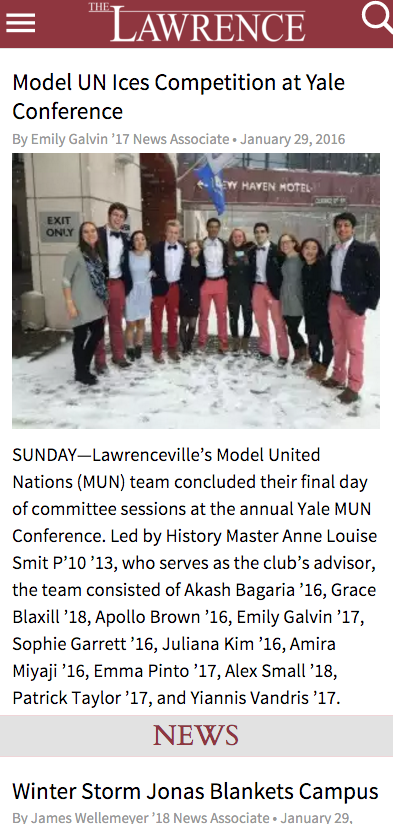 THE LAWRENCE
Model UN Ices Competition at Yale
Conference
By Emily Galvin ’17 News Associate • January 29, 2016
NEW HAVEN HOTEL
EXIT
ONLY
SUNDAY—Lawrenceville’s Model United
Nations (MUN) team concluded their final day
of committee sessions at the annual Yale MUN
Conference. Led by History Master Anne Louise
Smit P’10 ’13, who serves as the club’s advisor,
the team consisted of Akash Bagaria ’16, Grace
Blaxill ’18, Apollo Brown ’16, Emily Galvin ’17,
Sophie Garrett ’16, Juliana Kim ’16, Amira
Miyaji ’16, Emma Pinto ’17, Alex Small ’18,
Patrick Taylor ’17, and Yiannis Vandris ’17.
NEWS
Winter Storm Jonas Blankets Campus
By James Wellemeyer ’18 News Associate • January 29,